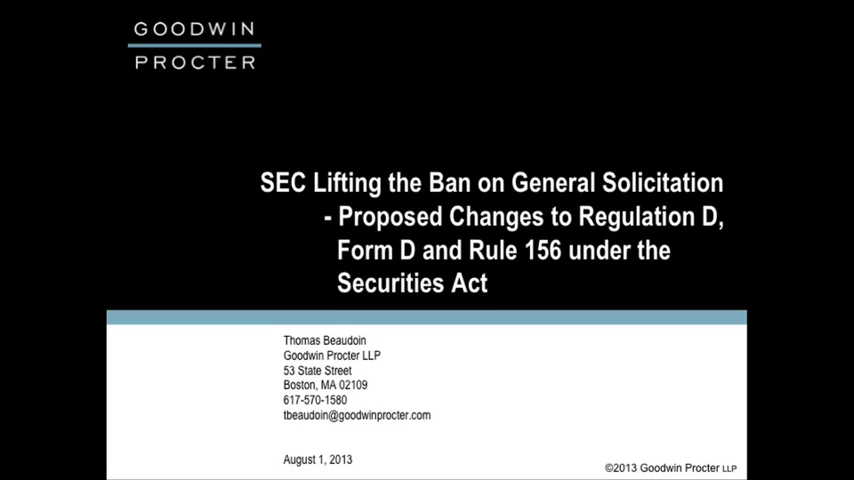 GOODWIN
PROCTER
SEC Lifting the Ban on General Solicitation
- Proposed Changes to Regulation D,
Form D and Rule 156 under the
Securities Act
Thomas Beaudoin
Goodwin Procter LLP
53 State Street
Boston, MA 02109
617-570-1580
tbeaudoin@goodwinprocter.com
August 1, 2013
©2013 Goodwin Procter LLP